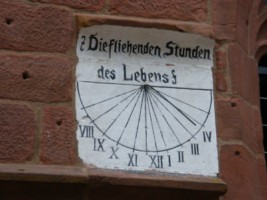 Die fliehenden Stunden
des Lebens
VIII IX X XI XII I II III IV